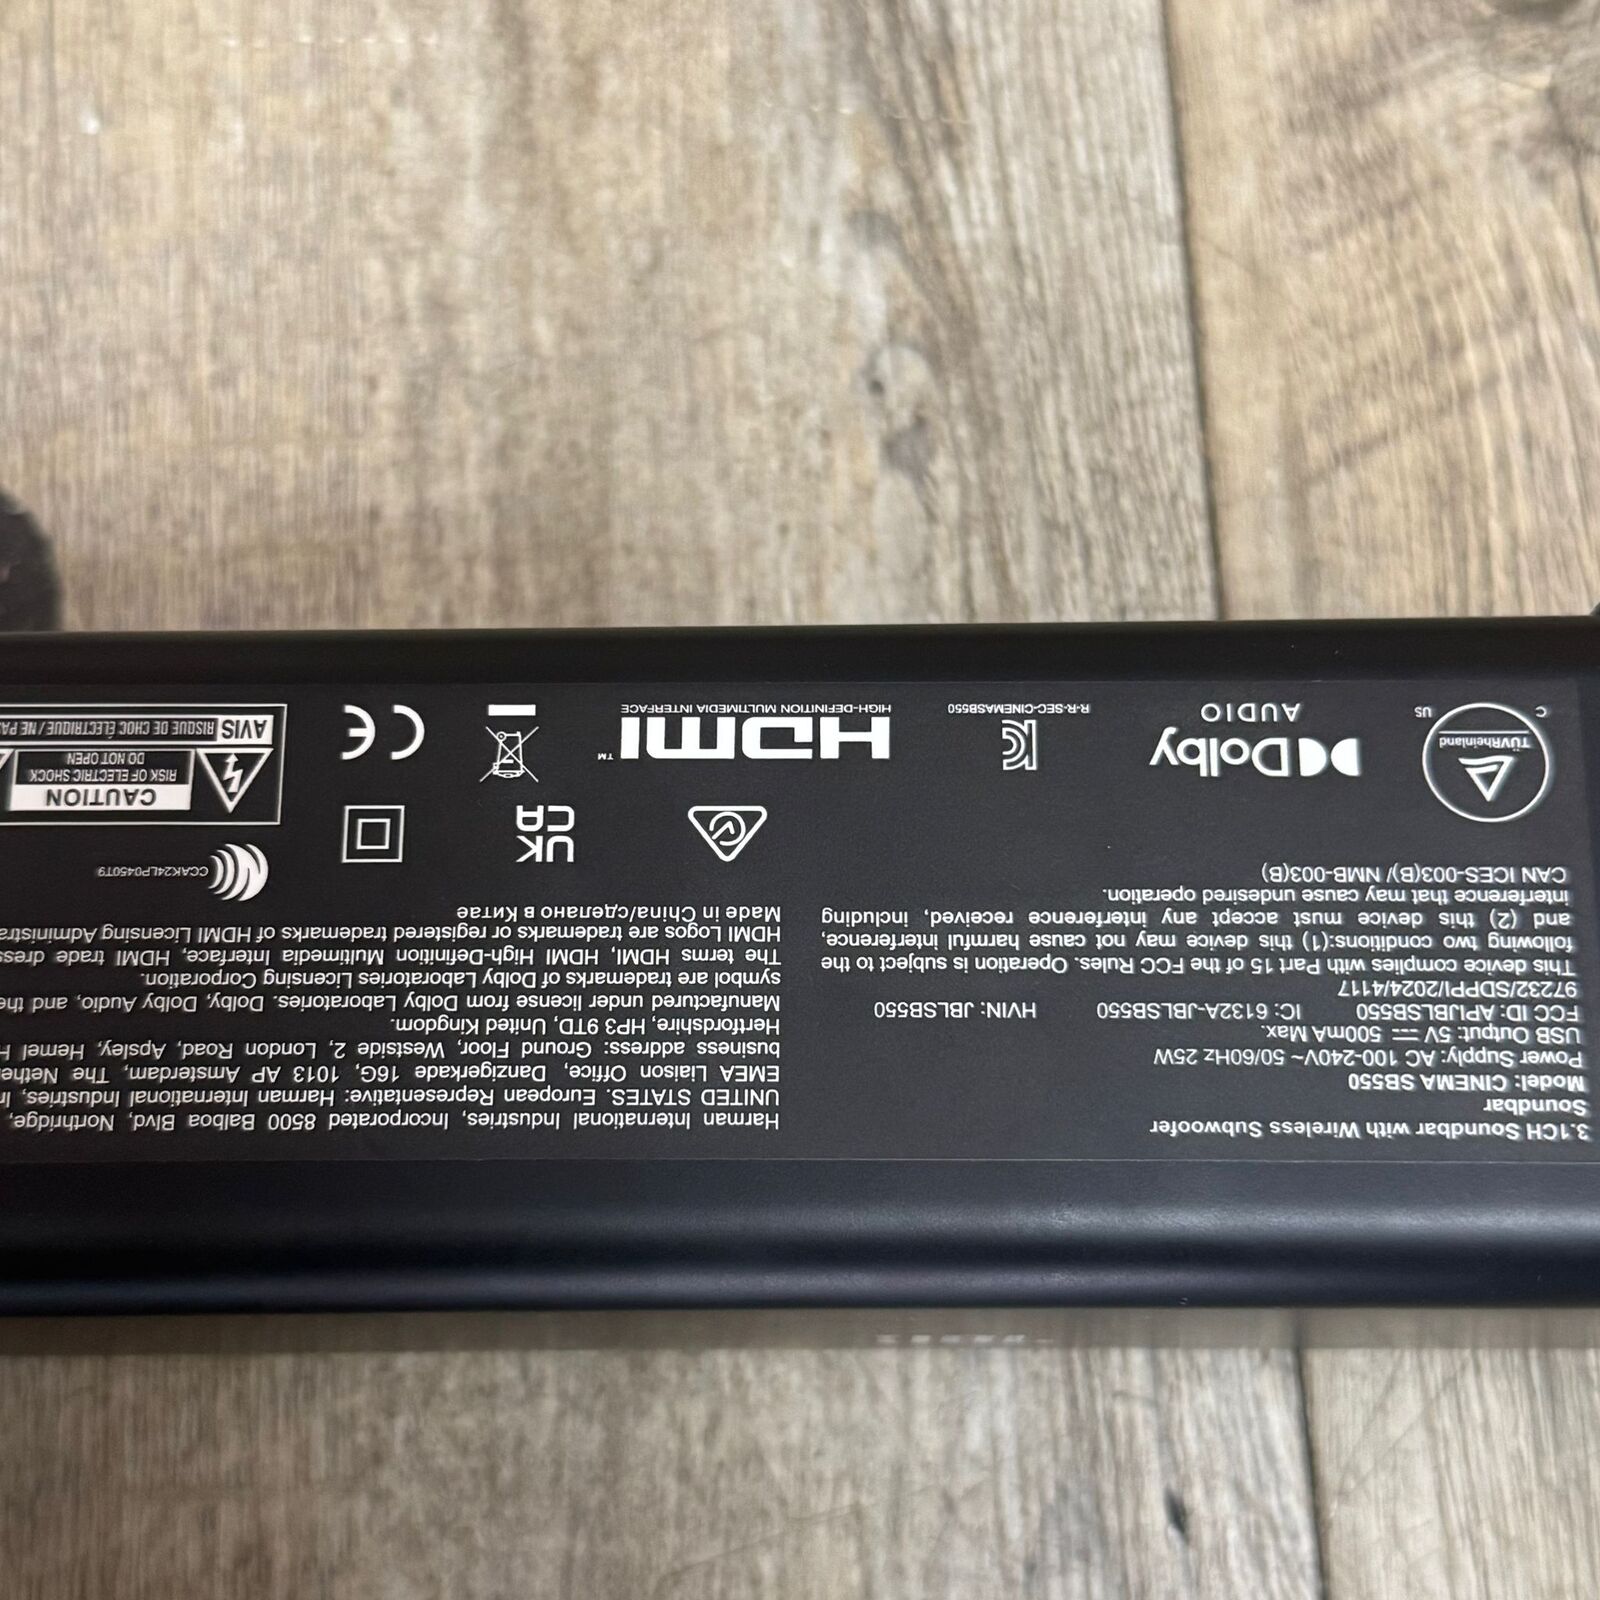 3.1CH Soundbar with Wireless Subwoofer
Soundbar
Model: CINEMA SB550
Power Supply: AC 100-240V~ 50/60Hz 25W
USB Output: 5V ⎓ 500mA Max.
FCC ID: APIJBLSB550 IC: 6132A-JBLSB550 HVIN: JBLSB550
97232/SDPPI/2024/4117
This device complies with Part 15 of the FCC Rules. Operation is subject to the
following two conditions:(1) this device may not cause harmful interference,
and (2) this device must accept any interference received, including
interference that may cause undesired operation.
CAN ICES-003(B)/ NMB-003(B)
TÜVRheinland
C US
Dolby
AUDIO
R-R-SEC-CINEMASB550
Harman International Industries, Incorporated 8500 Balboa Blvd, Northridge,
UNITED STATES. European Representative: Harman International Industries,
EMEA Liaison Office, Danzigerkade 16G, 1013 AP Amsterdam, The
business address: Ground Floor, Westside 2, London Road, Apsley, Hemel
Hertfordshire, HP3 9TD, United Kingdom.
Manufactured under license from Dolby Laboratories. Dolby, Dolby Audio, and the
symbol are trademarks of Dolby Laboratories Licensing Corporation.
The terms HDMI, HDMI High-Definition Multimedia Interface, HDMI trade
HDMI Logos are trademarks or registered trademarks of HDMI Licensing
Made in China/сделано в Китае
UK
CA
CCAK24LP0450T9
HDMI™
HIGH-DEFINITION MULTIMEDIA INTERFACE
CE
CAUTION
RISK OF ELECTRIC SHOCK
DO NOT OPEN
AVIS RISQUE DE CHOC ÉLECTRIQUE / NE